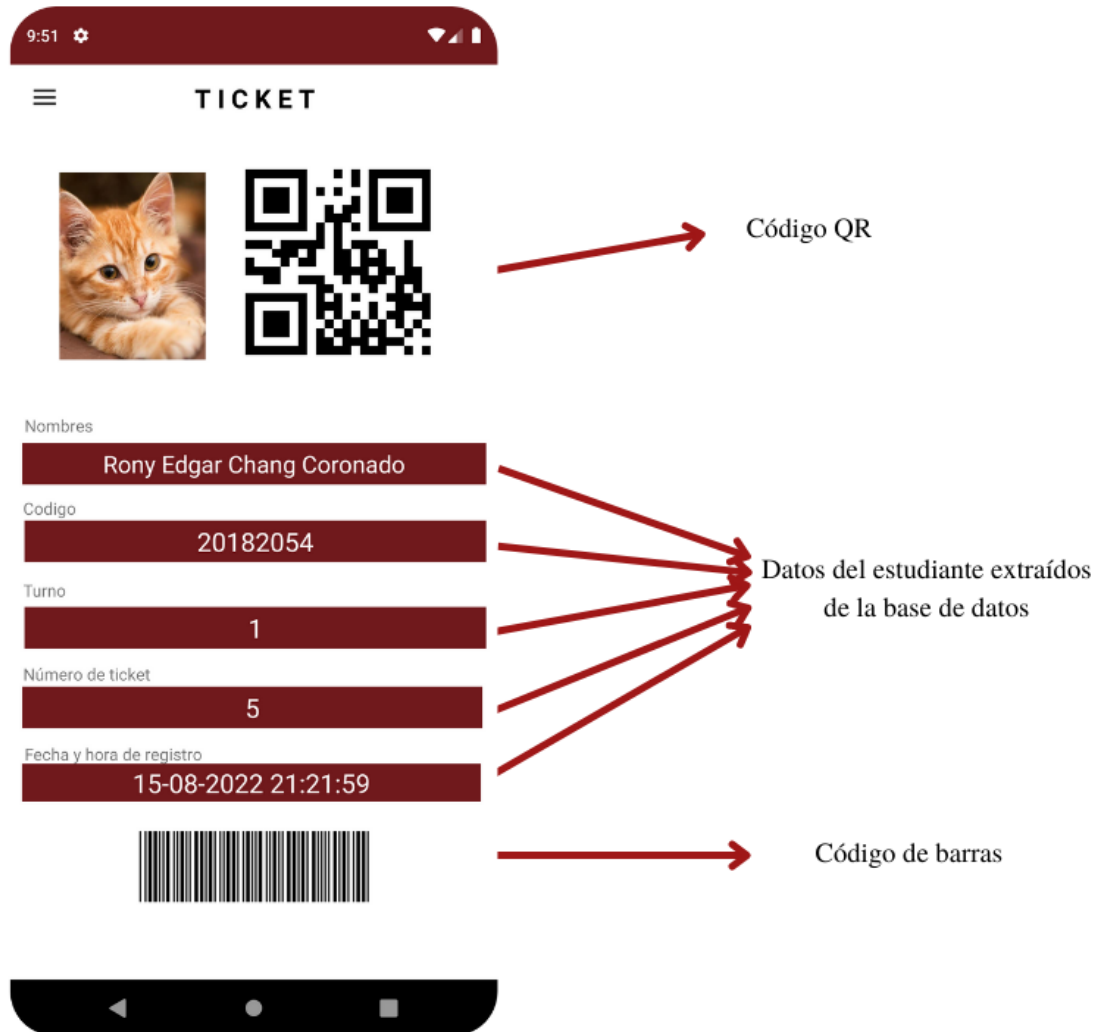 9:51
TICKET
Código QR
Nombres
Rony Edgar Chang Coronado
Codigo
20182054
Turno
1
Número de ticket
5
Fecha y hora de registro
15-08-2022 21:21:59
Datos del estudiante extraídos
de la base de datos
Código de barras